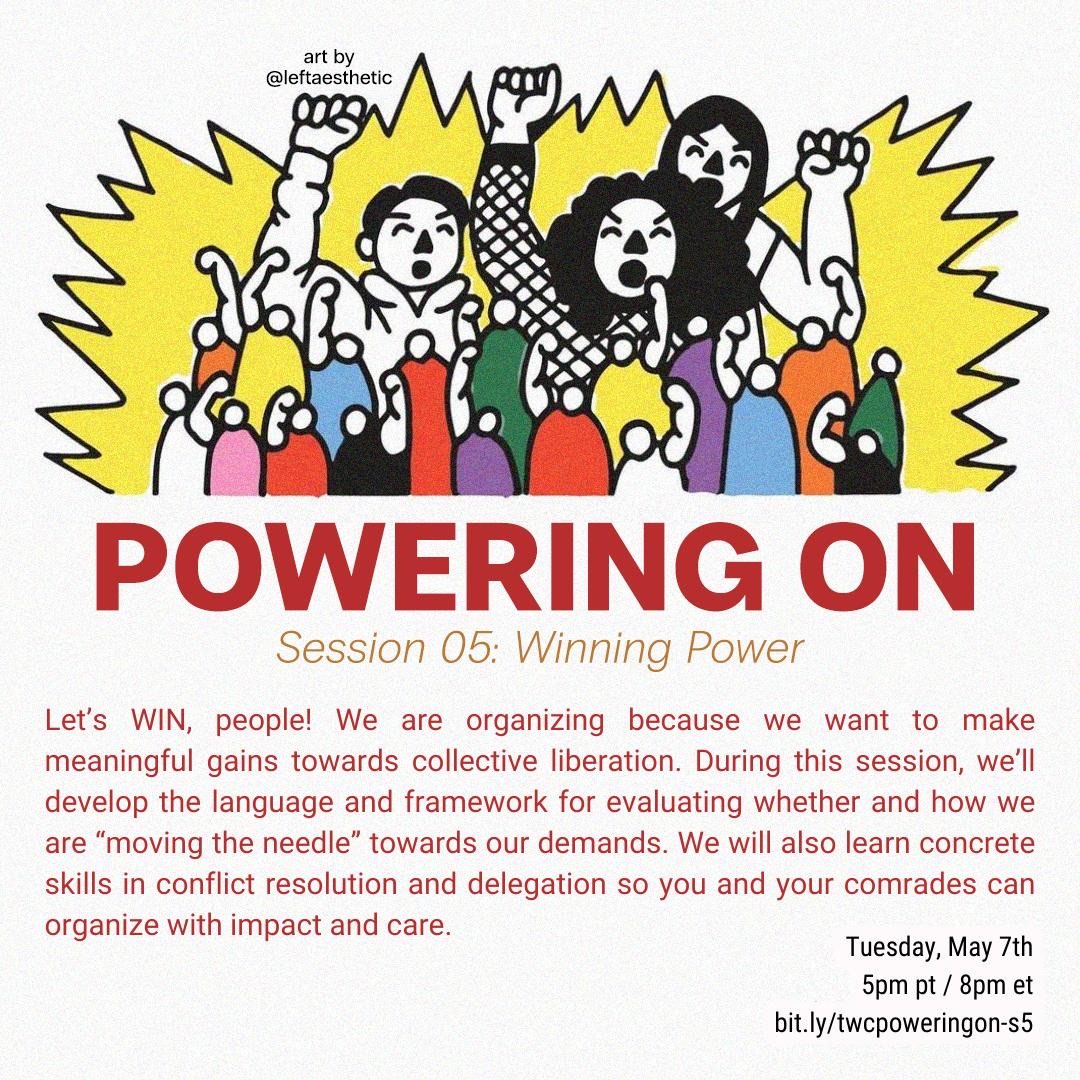 art by
@leftaesthetic
POWERING ON
Session 05: Winning Power
Let’s WIN, people! We are organizing because we want to make
meaningful gains towards collective liberation. During this session, we’ll
develop the language and framework for evaluating whether and how we
are “moving the needle” towards our demands. We will also learn concrete
skills in conflict resolution and delegation so you and your comrades can
organize with impact and care.
Tuesday, May 7th
5pm pt / 8pm et
bit.ly/twcpoweringon-s5